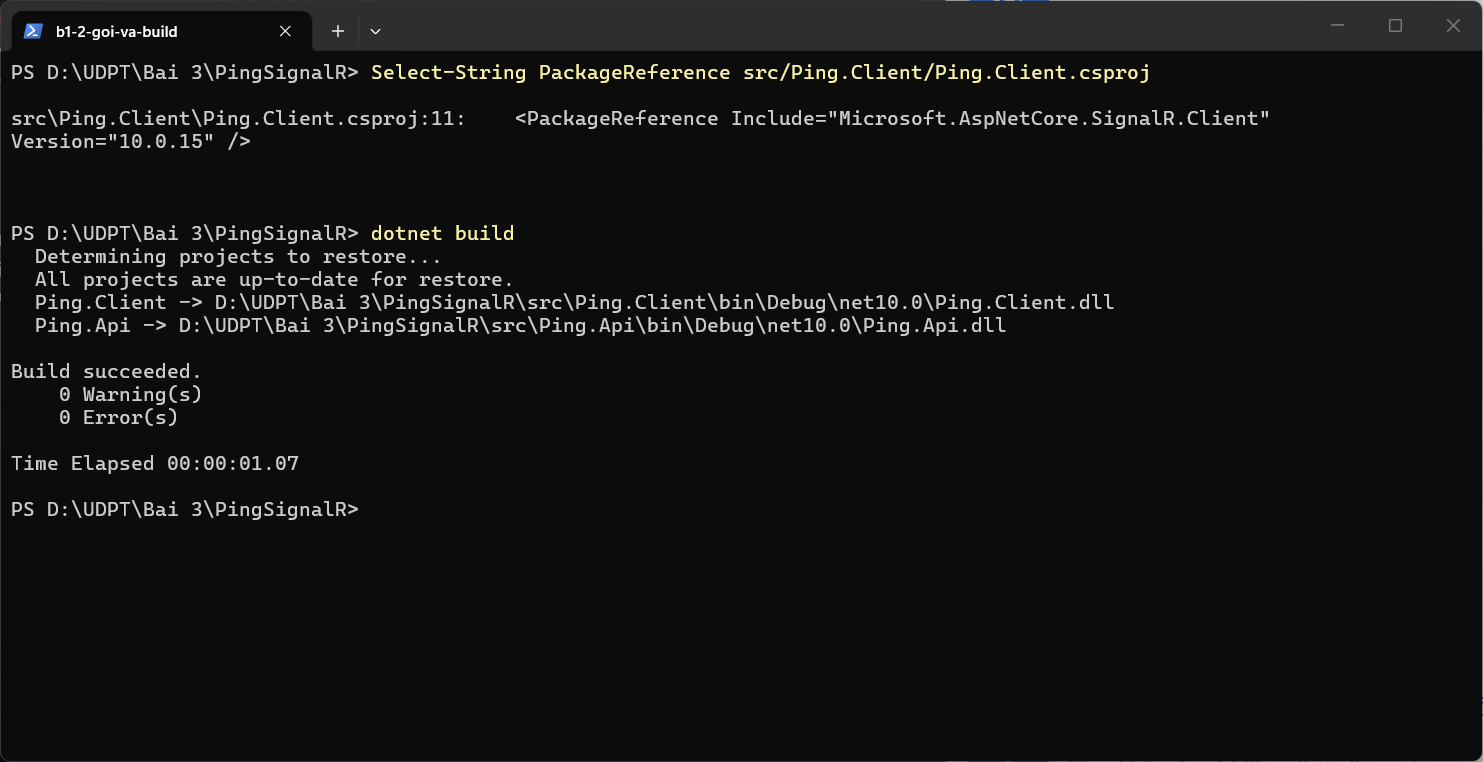 b1-2-goi-va-build
PS D:\UDPT\Bai 3\PingSignalR> Select-String PackageReference src/Ping.Client/Ping.Client.csproj
src\Ping.Client\Ping.Client.csproj:11:    <PackageReference Include="Microsoft.AspNetCore.SignalR.Client"
Version="10.0.15" />
PS D:\UDPT\Bai 3\PingSignalR> dotnet build
  Determining projects to restore...
  All projects are up-to-date for restore.
  Ping.Client -> D:\UDPT\Bai 3\PingSignalR\src\Ping.Client\bin\Debug\net10.0\Ping.Client.dll
  Ping.Api -> D:\UDPT\Bai 3\PingSignalR\src\Ping.Api\bin\Debug\net10.0\Ping.Api.dll
Build succeeded.
    0 Warning(s)
    0 Error(s)
Time Elapsed 00:00:01.07
PS D:\UDPT\Bai 3\PingSignalR>